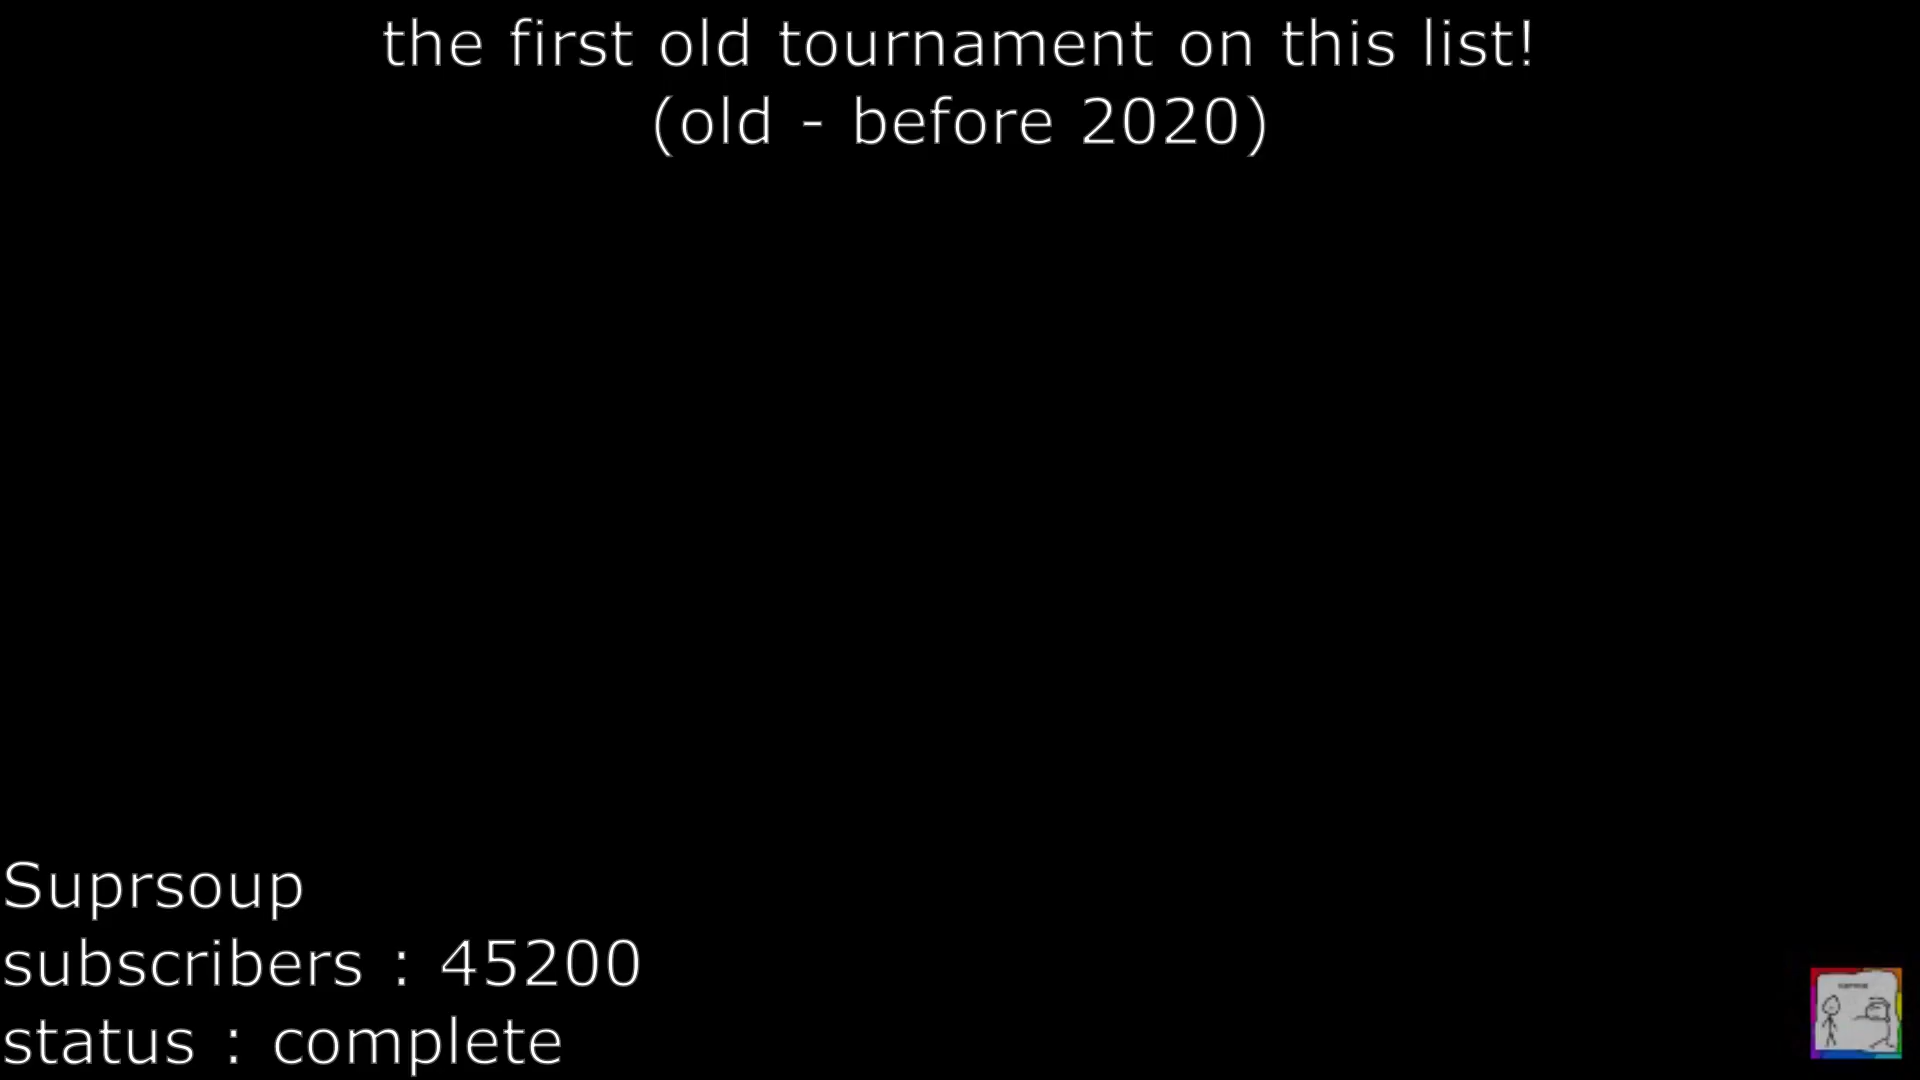 the first old tournament on this list!
(old - before 2020)
Suprsoup
subscribers : 45200
status : complete